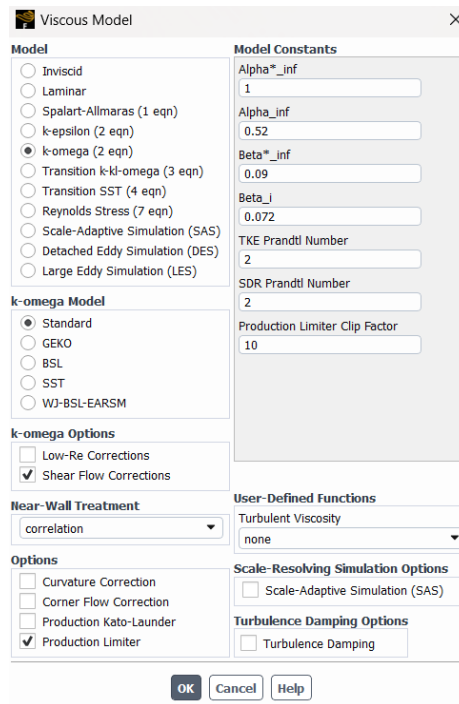 Viscous Model
Model
Inviscid
Laminar
Spalart-Allmaras (1 eqn)
k-epsilon (2 eqn)
k-omega (2 eqn)
Transition k-kl-omega (3 eqn)
Transition SST (4 eqn)
Reynolds Stress (7 eqn)
Scale-Adaptive Simulation (SAS)
Detached Eddy Simulation (DES)
Large Eddy Simulation (LES)
k-omega Model
Standard
GEKO
BSL
SST
WJ-BSL-EARSM
k-omega Options
Low-Re Corrections
Shear Flow Corrections
Near-Wall Treatment
correlation
Options
Curvature Correction
Corner Flow Correction
Production Kato-Launder
Production Limiter
Model Constants
Alpha*_inf
1
Alpha_inf
0.52
Beta*_inf
0.09
Beta_i
0.072
TKE Prandtl Number
2
SDR Prandtl Number
2
Production Limiter Clip Factor
10
User-Defined Functions
Turbulent Viscosity
none
Scale-Resolving Simulation Options
Scale-Adaptive Simulation (SAS)
Turbulence Damping Options
Turbulence Damping
OK Cancel Help